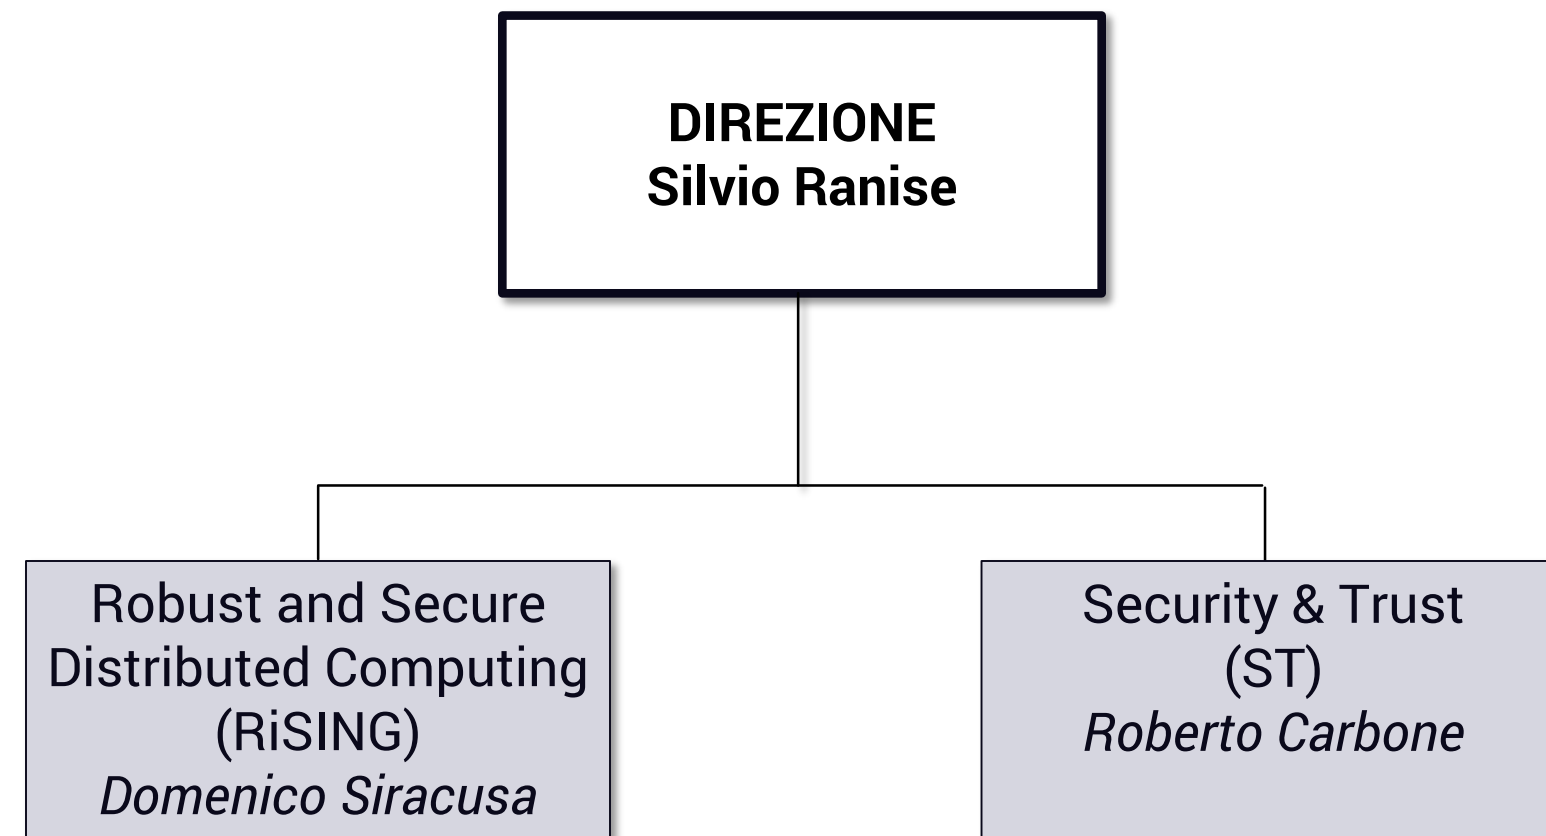 DIREZIONE
Silvio Ranise
Robust and Secure
Distributed Computing
(RiSING)
Domenico Siracusa
Security & Trust
(ST)
Roberto Carbone